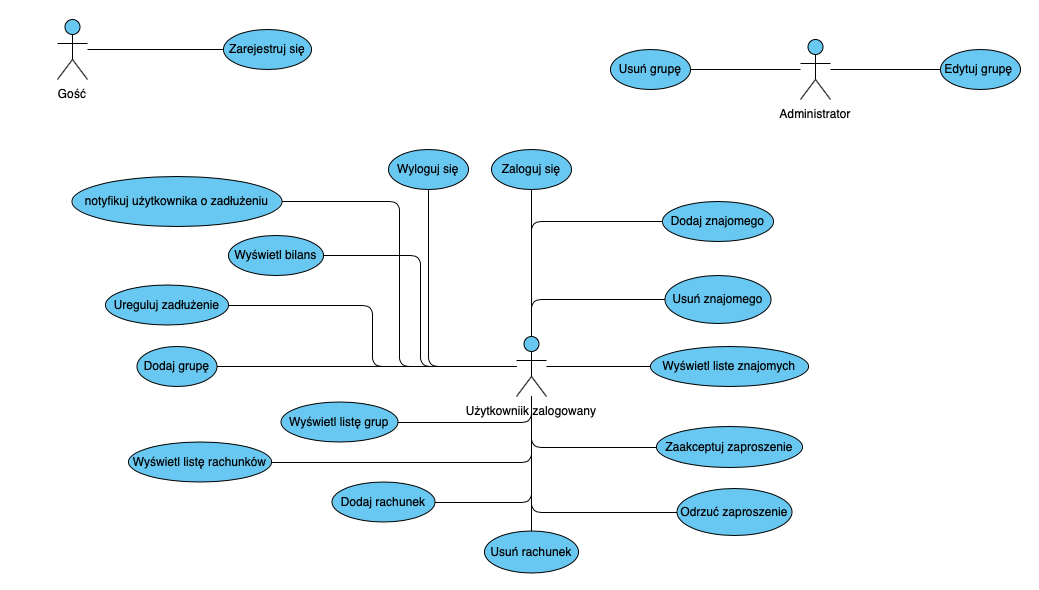 Zarejestruj się
Gość
Usuń grupę
Edytuj grupę
Administrator
Wyloguj się
Zaloguj się
notyfikuj użytkownika o zadłużeniu
Dodaj znajomego
Wyświetl bilans
Usuń znajomego
Ureguluj zadłużenie
Dodaj grupę
Wyświetl liste znajomych
Użytkowniik zalogowany
Wyświetl listę grup
Zaakceptuj zaproszenie
Wyświetl listę rachunków
Dodaj rachunek
Odrzuć zaproszenie
Usuń rachunek